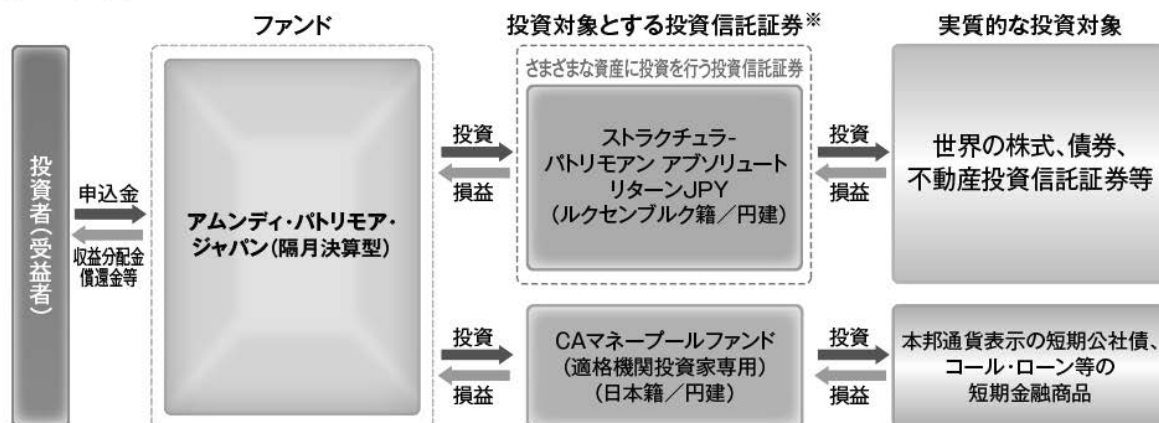 ファンド
投資対象とする投資信託証券※
実質的な投資対象
投資者(受益者)
申込金
収益分配金
償還金等
アムンディ・パトリモア・
ジャパン(隔月決算型)
投資
損益
さまざまな資産に投資を行う投資信託証券
ストラクチュラ-
パトリモアン アブソリュート
リターンJPY
(ルクセンブルク籍/円建)
投資
損益
世界の株式、債券、
不動産投資信託証券等
投資
損益
CAマネープールファンド
(適格機関投資家専用)
(日本籍/円建)
投資
損益
本邦通貨表示の短期公社債、
コール・ローン等の
短期金融商品